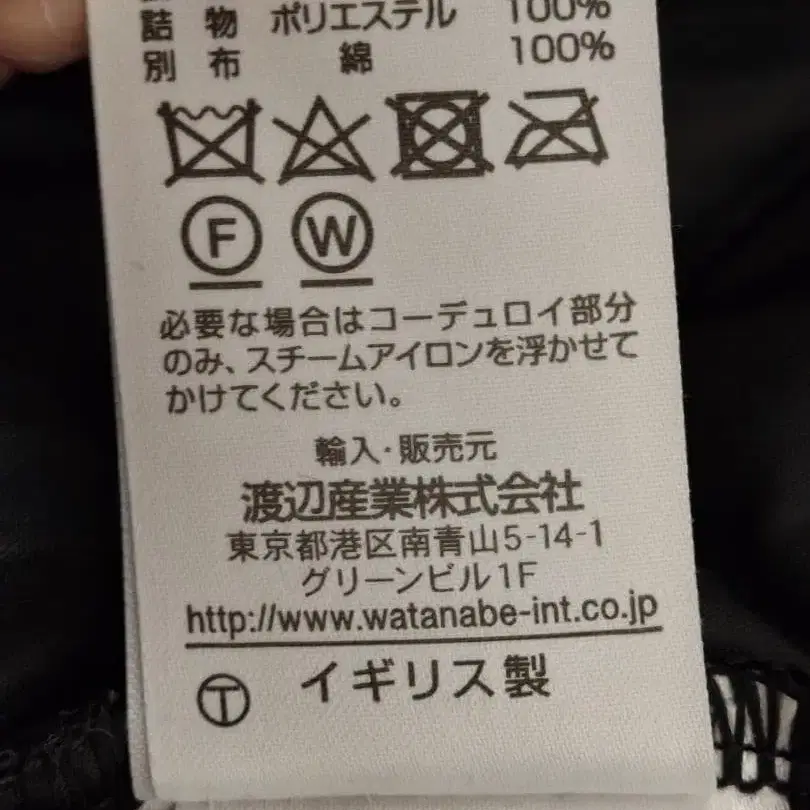 詰物 ポリエステル 100%
別布 綿 100%
F W
必要な場合はコーデュロイ部分
のみ、スチームアイロンを浮かせて
かけてください。
輸入・販売元
渡辺産業株式会社
東京都港区南青山5-14-1
グリーンビル1F
http://www.watanabe-int.co.jp
Ⓣ イギリス製